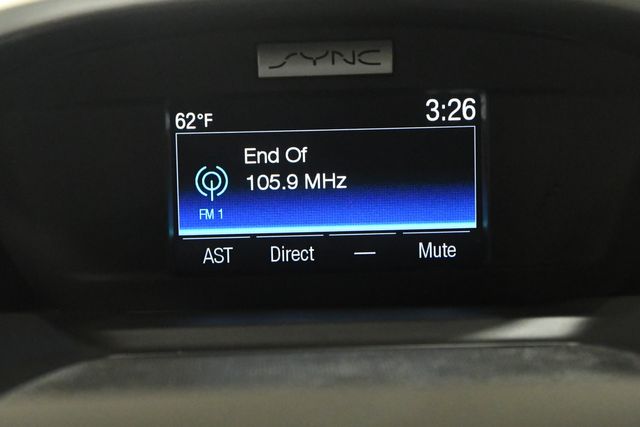 SYNC
62°F 3:26
End Of
105.9 MHz
FM 1
AST Direct — Mute